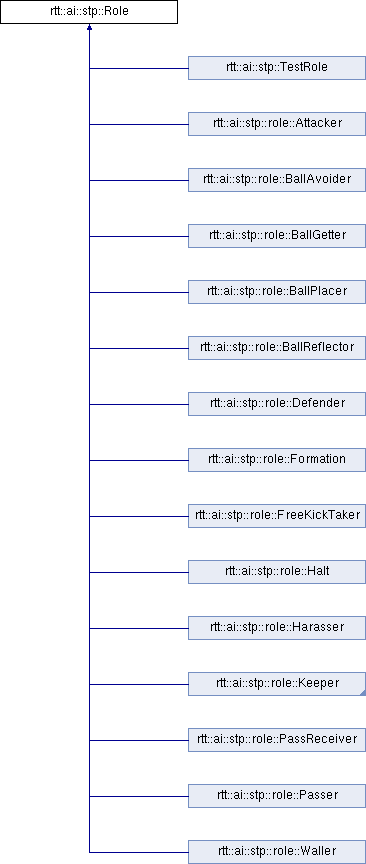 rtt::ai::stp::Role
rtt::ai::stp::TestRole
rtt::ai::stp::role::Attacker
rtt::ai::stp::role::BallAvoider
rtt::ai::stp::role::BallGetter
rtt::ai::stp::role::BallPlacer
rtt::ai::stp::role::BallReflector
rtt::ai::stp::role::Defender
rtt::ai::stp::role::Formation
rtt::ai::stp::role::FreeKickTaker
rtt::ai::stp::role::Halt
rtt::ai::stp::role::Harasser
rtt::ai::stp::role::Keeper
rtt::ai::stp::role::PassReceiver
rtt::ai::stp::role::Passer
rtt::ai::stp::role::Waller